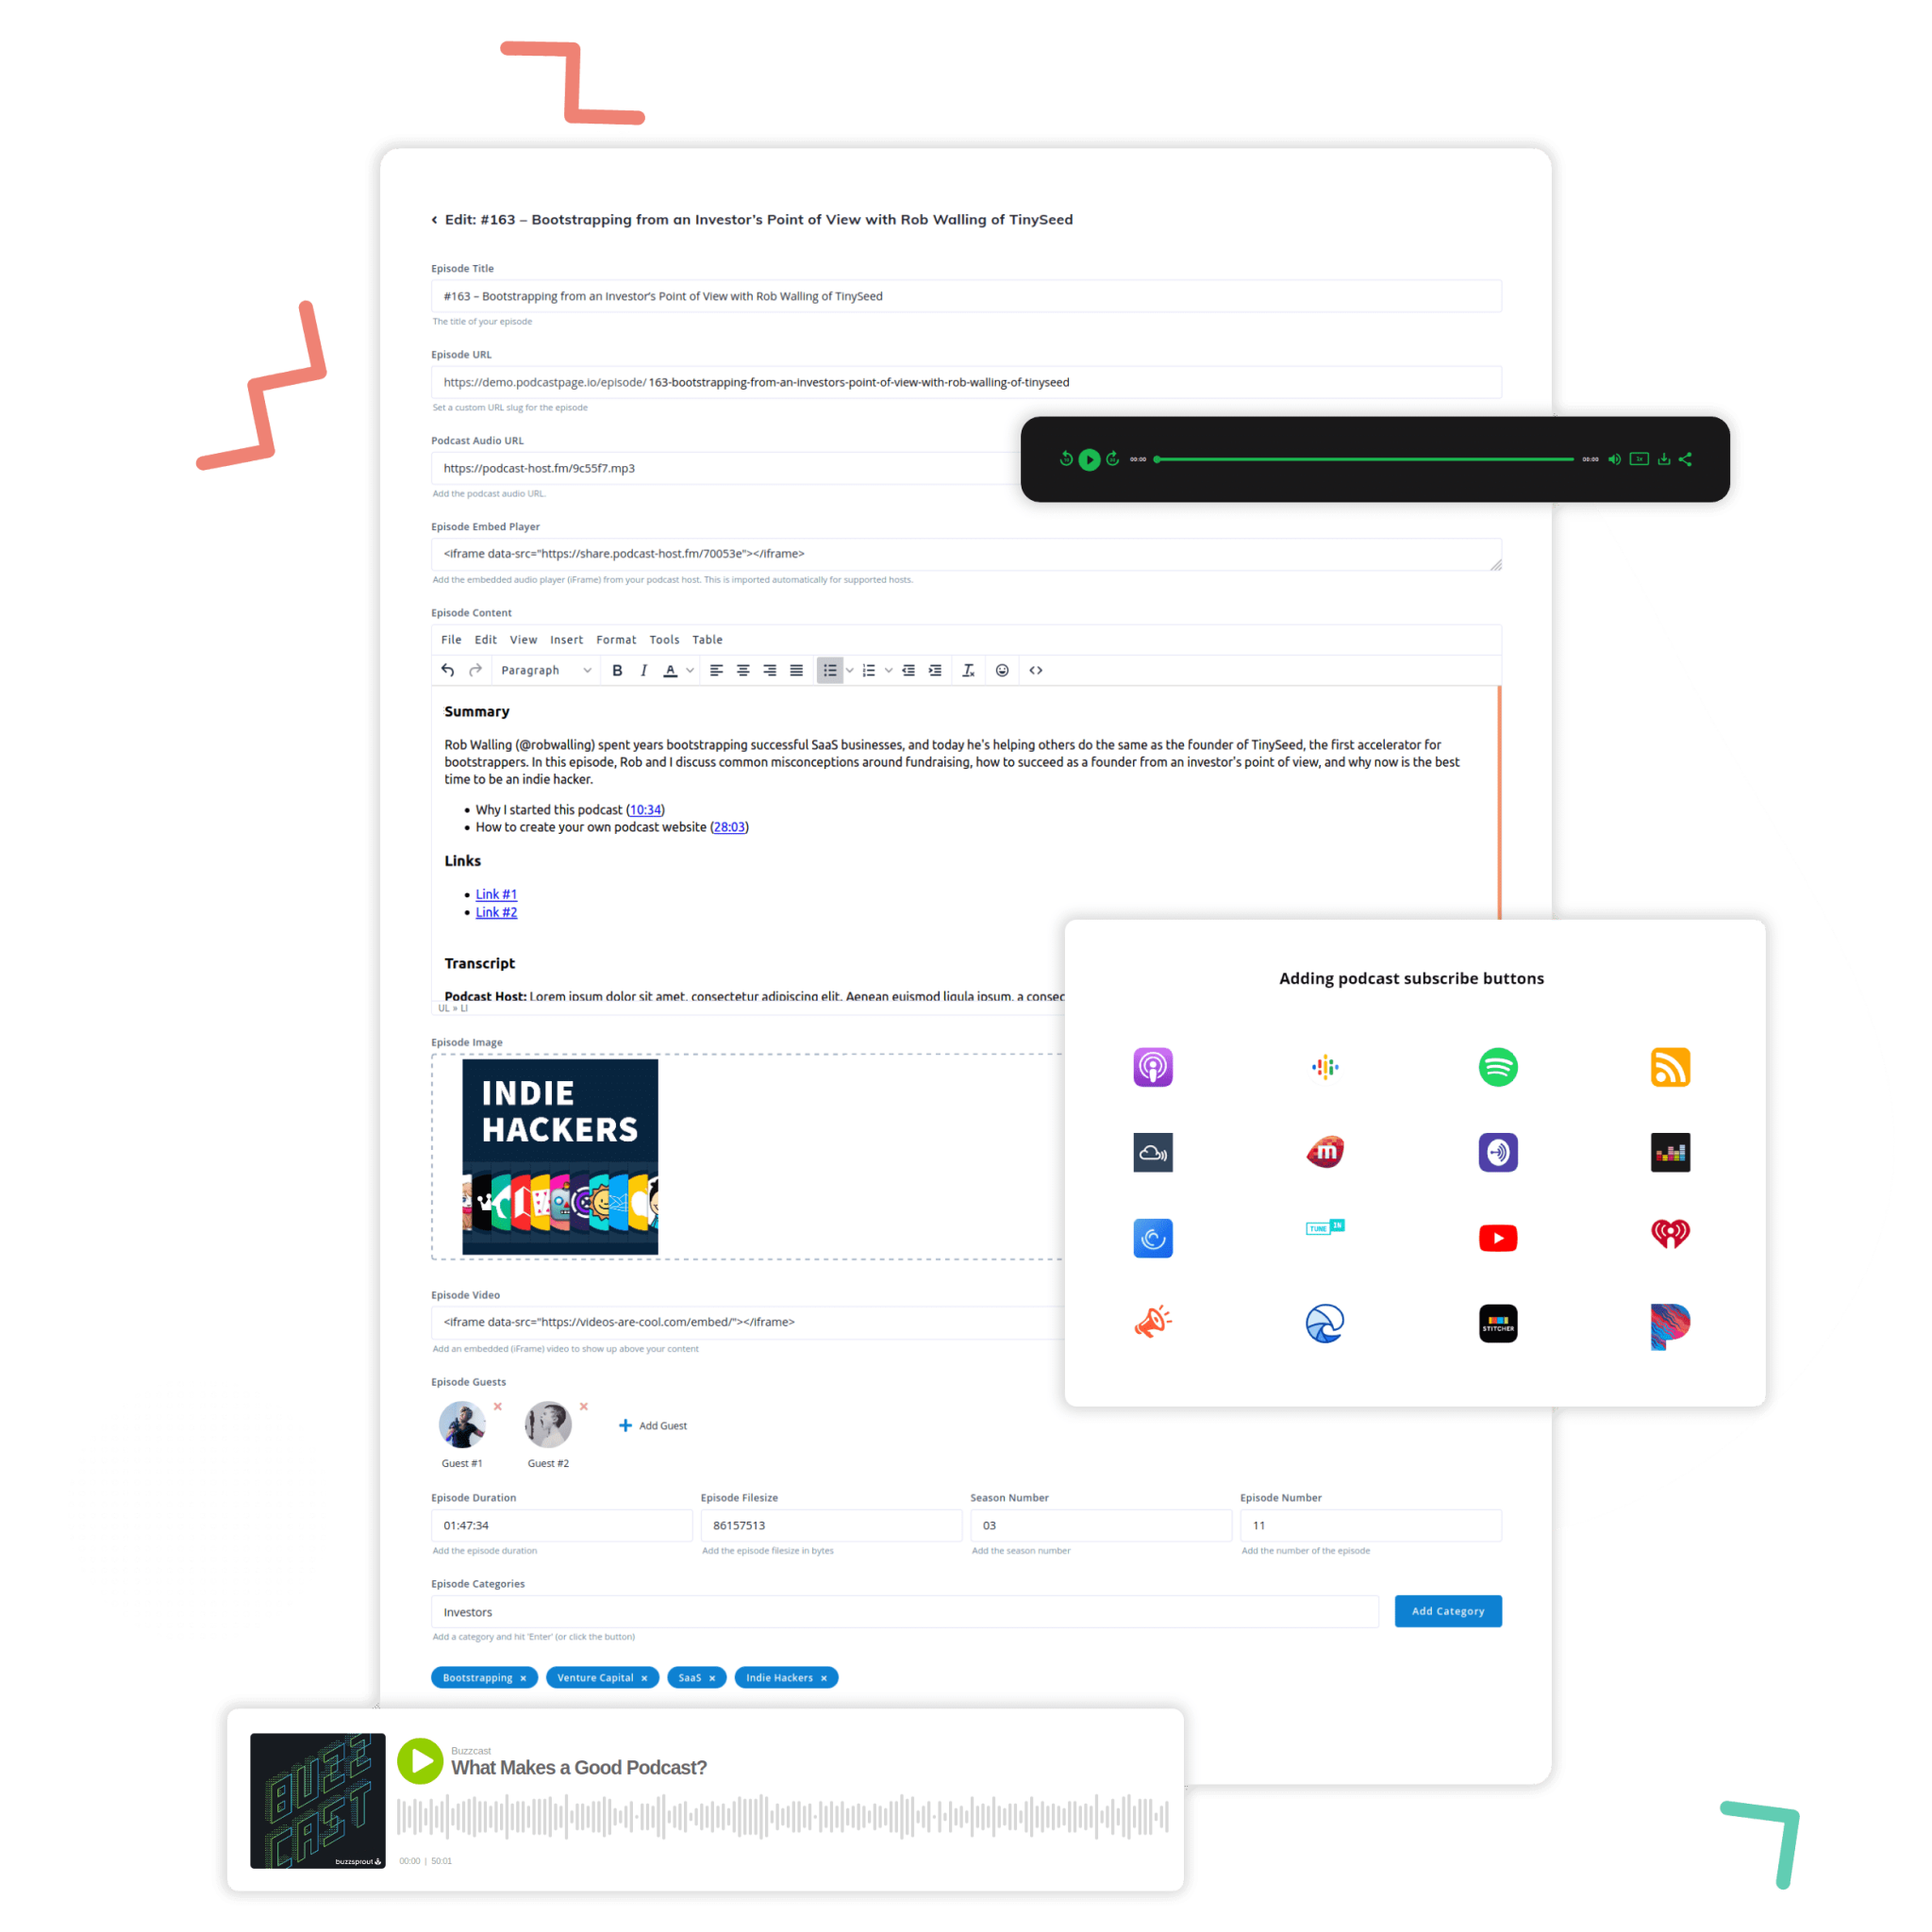 ‹ Edit: #163 – Bootstrapping from an Investor’s Point of View with Rob Walling of TinySeed
Episode Title
#163 – Bootstrapping from an Investor's Point of View with Rob Walling of TinySeed
The title of your episode
Episode URL
https://demo.podcastpage.io/episode/ 163-bootstrapping-from-an-investors-point-of-view-with-rob-walling-of-tinyseed
Set a custom URL slug for the episode
Podcast Audio URL
https://podcast-host.fm/9c55f7.mp3
Add the podcast audio URL.
00:00
00:00
1x
Episode Embed Player
<iframe data-src="https://share.podcast-host.fm/70053e"></iframe>
Add the embedded audio player (iFrame) from your podcast host. This is imported automatically for supported hosts.
Episode Content
File Edit View Insert Format Tools Table
Paragraph B I A
Summary
Rob Walling (@robwalling) spent years bootstrapping successful SaaS businesses, and today he's helping others do the same as the founder of TinySeed, the first accelerator for
bootstrappers. In this episode, Rob and I discuss common misconceptions around fundraising, how to succeed as a founder from an investor's point of view, and why now is the best
time to be an indie hacker.
• Why I started this podcast (10:34)
• How to create your own podcast website (28:03)
Links
• Link #1
• Link #2
Transcript
Podcast Host: Lorem ipsum dolor sit amet, consectetur adipiscing elit. Aenean euismod ligula ipsum, a consec
UL » LI
Adding podcast subscribe buttons
m
TUNE IN
STITCHER
Episode Image
INDIE
HACKERS
Episode Video
<iframe data-src="https://videos-are-cool.com/embed/"></iframe>
Add an embedded (iFrame) video to show up above your content
Episode Guests
Add Guest
Guest #1 Guest #2
Episode Duration Episode Filesize Season Number Episode Number
01:47:34 86157513 03 11
Add the episode duration Add the episode filesize in bytes Add the season number Add the number of the episode
Episode Categories
Investors
Add Category
Add a category and hit 'Enter' (or click the button)
Bootstrapping × Venture Capital × SaaS × Indie Hackers ×
BUZZ
CAST
buzzsprout
Buzzcast
What Makes a Good Podcast?
00:00 | 50:01